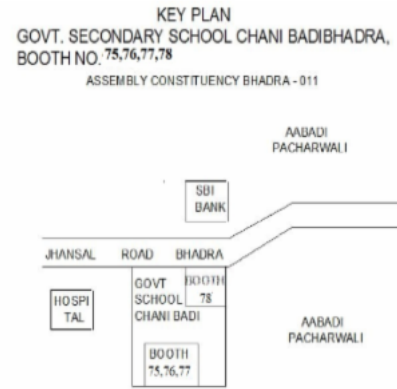 KEY PLAN
GOVT. SECONDARY SCHOOL CHANI BADIBHADRA,
BOOTH NO. 75,76,77,78
ASSEMBLY CONSTITUENCY BHADRA - 011
AABADI
PACHARWALI
SBI
BANK
JHANSAL ROAD BHADRA
HOSPI
TAL
GOVT
SCHOOL
CHANI BADI
BOOTH
78
BOOTH
75,76,77
AABADI
PACHARWALI